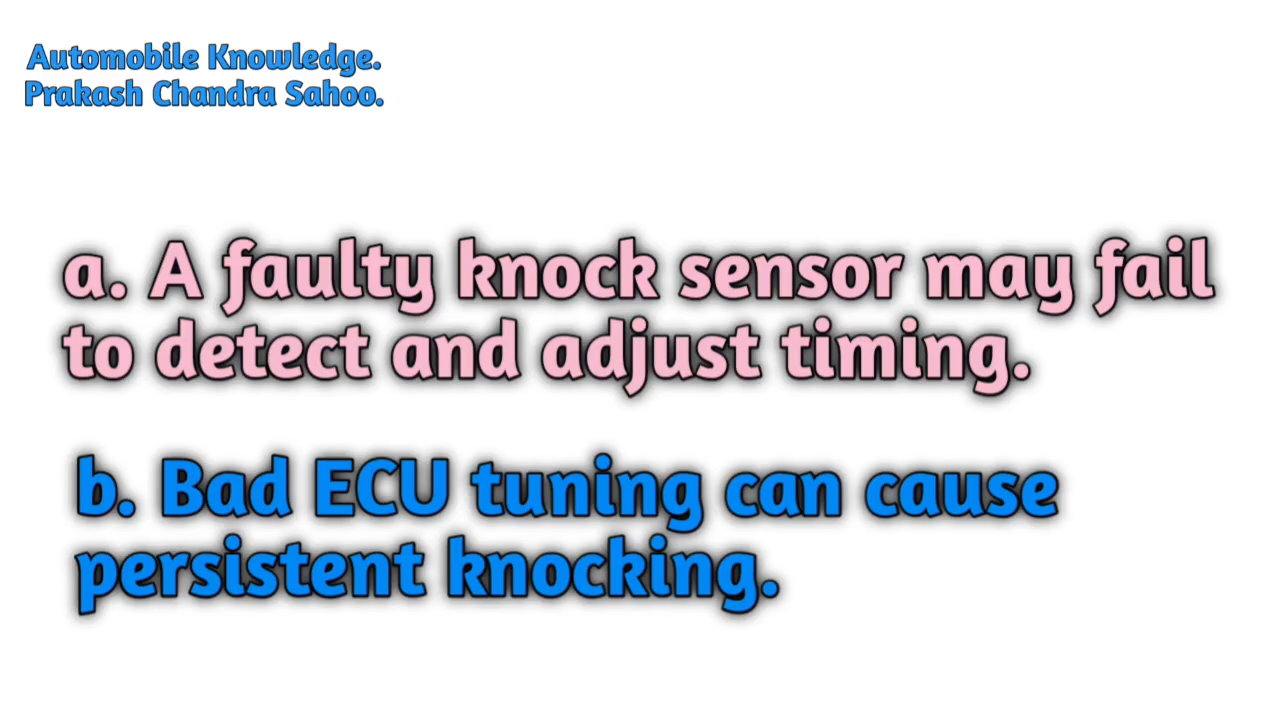 Automobile Knowledge.
Prakash Chandra Sahoo.
a. A faulty knock sensor may fail
to detect and adjust timing.
b. Bad ECU tuning can cause
persistent knocking.